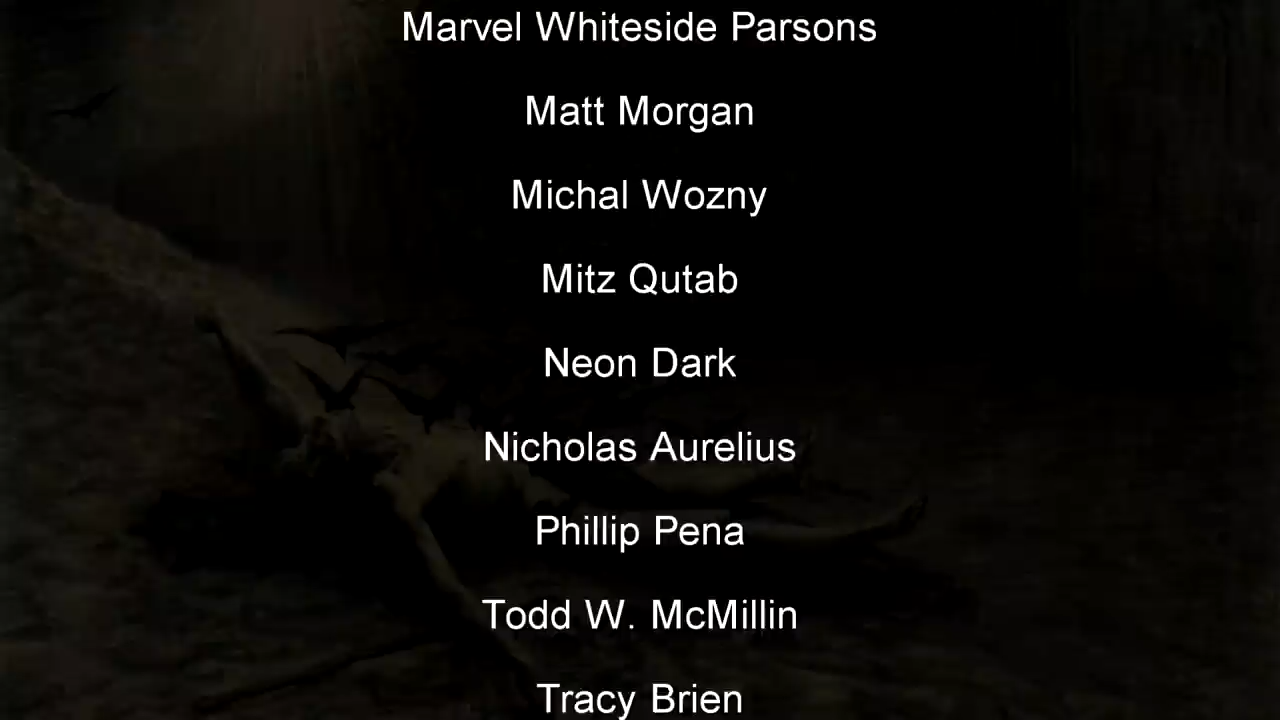 Marvel Whiteside Parsons
Matt Morgan
Michal Wozny
Mitz Qutab
Neon Dark
Nicholas Aurelius
Phillip Pena
Todd W. McMillin
Tracy Brien